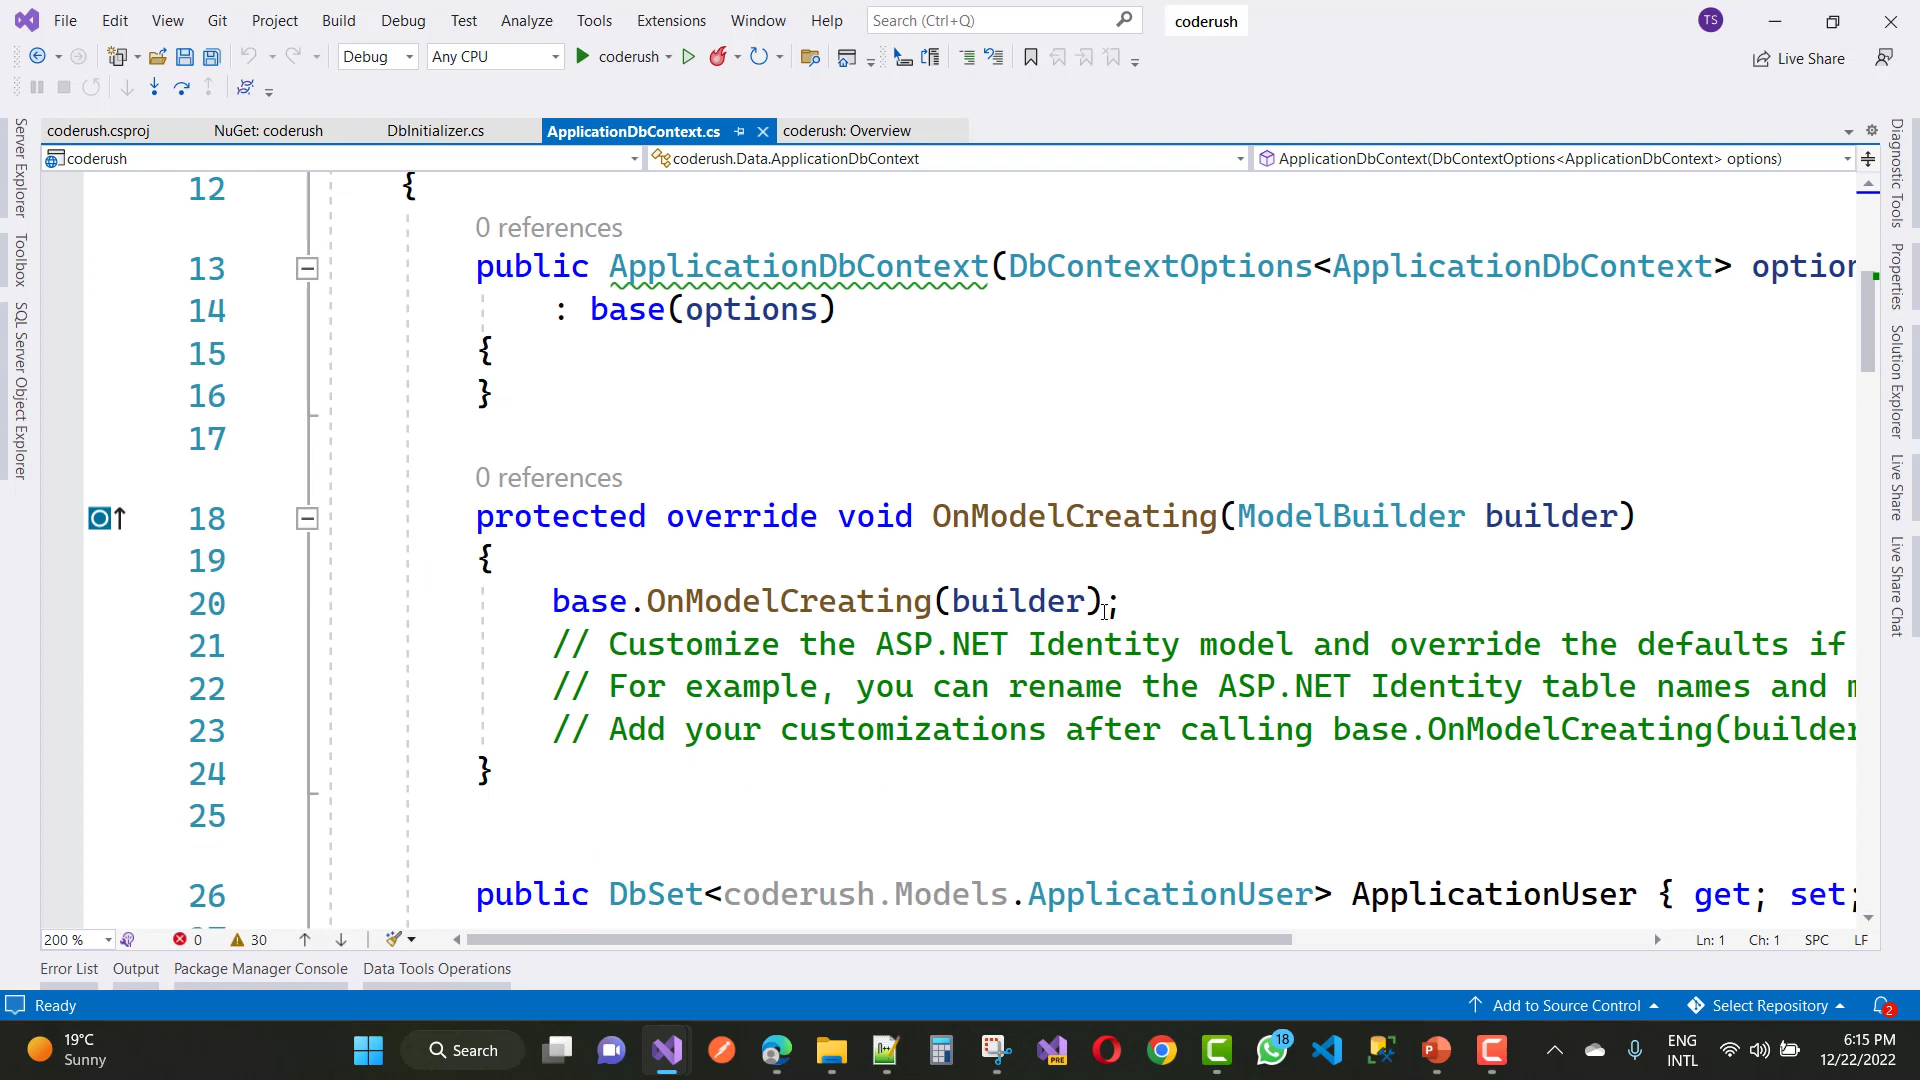 File Edit View Git Project Build Debug Test Analyze Tools Extensions Window Help Search (Ctrl+Q) coderush TS
Debug Any CPU coderush Live Share
coderush.csproj NuGet: coderush DbInitializer.cs ApplicationDbContext.cs coderush: Overview
coderush coderush.Data.ApplicationDbContext ApplicationDbContext(DbContextOptions<ApplicationDbContext> options)
Server Explorer
Toolbox
SQL Server Object Explorer
12 {
0 references
13 public ApplicationDbContext(DbContextOptions<ApplicationDbContext> option
14 : base(options)
15 {
16 }
17
0 references
18 protected override void OnModelCreating(ModelBuilder builder)
19 {
20 base.OnModelCreating(builder);
21 // Customize the ASP.NET Identity model and override the defaults if
22 // For example, you can rename the ASP.NET Identity table names and m
23 // Add your customizations after calling base.OnModelCreating(builder
24 }
25
26 public DbSet<coderush.Models.ApplicationUser> ApplicationUser { get; set;
Diagnostic Tools
Properties
Solution Explorer
Live Share
Live Share Chat
200 % 0 30 Ln: 1 Ch: 1 SPC LF
Error List Output Package Manager Console Data Tools Operations
Ready Add to Source Control Select Repository 2
19°C
Sunny
Search
PRE
18
ENG
INTL
6:15 PM
12/22/2022